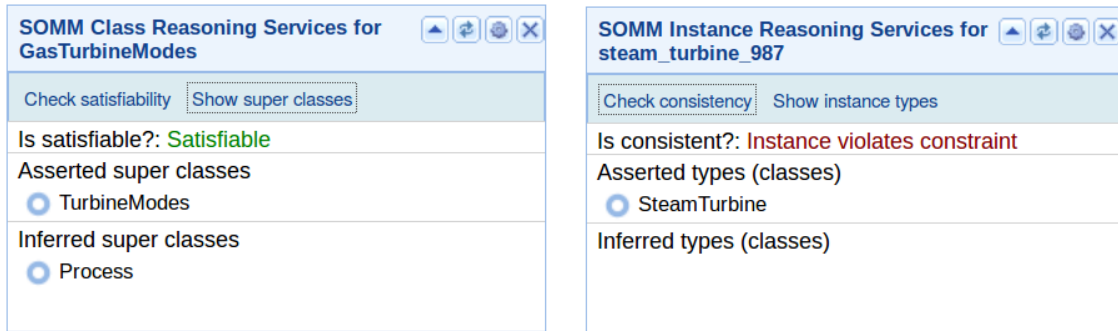 SOMM Class Reasoning Services for
GasTurbineModes
Check satisfiability Show super classes
Is satisfiable?: Satisfiable
Asserted super classes
TurbineModes
Inferred super classes
Process
SOMM Instance Reasoning Services for
steam_turbine_987
Check consistency Show instance types
Is consistent?: Instance violates constraint
Asserted types (classes)
SteamTurbine
Inferred types (classes)